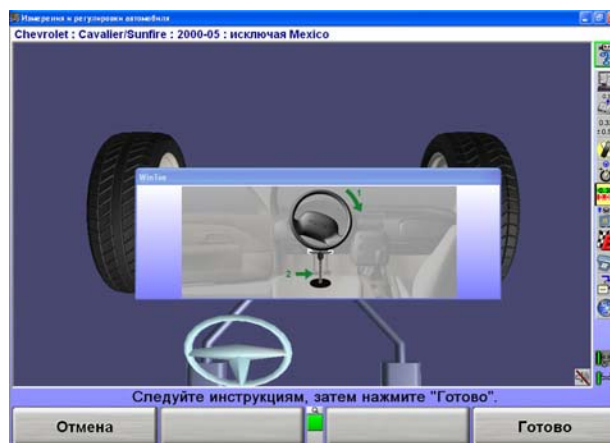 Измерения и регулировки автомобиля
Chevrolet : Cavalier/Sunfire : 2000-05 : исключая Mexico
1
2
Следуйте инструкциям, затем нажмите "Готово".
Отмена
Готово